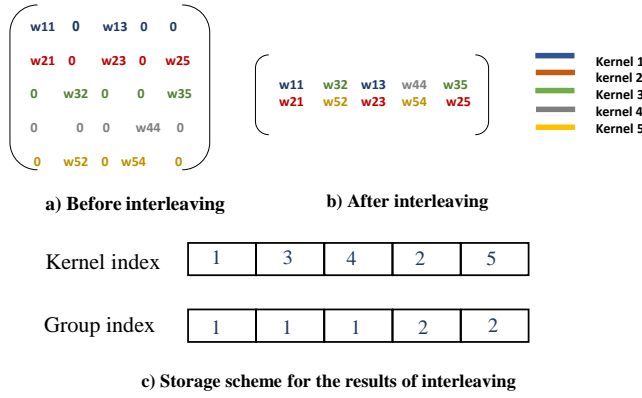 w11 0 w13 0 0
w21 0 w23 0 w25
0 w32 0 0 w35
0 0 0 w44 0
0 w52 0 w54 0
a) Before interleaving
w11 w32 w13 w44 w35
w21 w52 w23 w54 w25
b) After interleaving
Kernel 1
kernel 2
Kernel 3
kernel 4
Kernel 5
Kernel index 1 3 4 2 5
Group index 1 1 1 2 2
c) Storage scheme for the results of interleaving